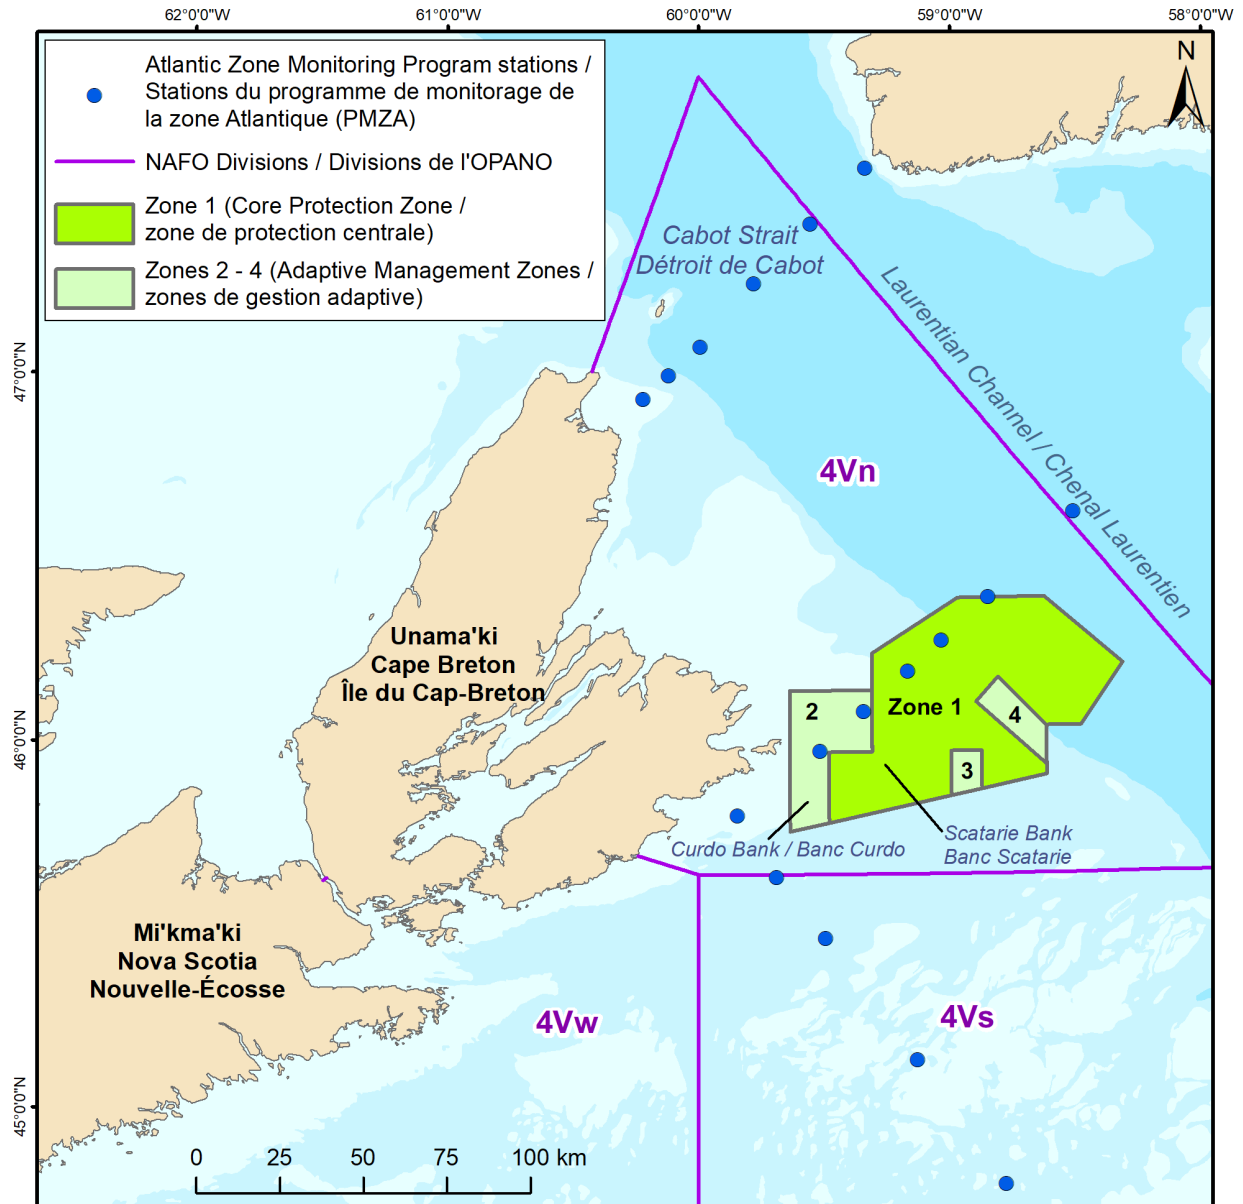 62°0'0"W
61°0'0"W
60°0'0"W
59°0'0"W
58°0'0"W
Atlantic Zone Monitoring Program stations /
Stations du programme de monitorage de
la zone Atlantique (PMZA)
NAFO Divisions / Divisions de l'OPANO
Zone 1 (Core Protection Zone /
zone de protection centrale)
Zones 2 - 4 (Adaptive Management Zones /
zones de gestion adaptive)
N
Cabot Strait
Détroit de Cabot
Laurentian Channel / Chenal Laurentien
47°0'0"N
4Vn
Unama'ki
Cape Breton
Île du Cap-Breton
2
Zone 1
4
3
46°0'0"N
Scatarie Bank
Banc Scatarie
Curdo Bank / Banc Curdo
Mi'kma'ki
Nova Scotia
Nouvelle-Écosse
4Vw
4Vs
45°0'0"N
0
25
50
75
100 km